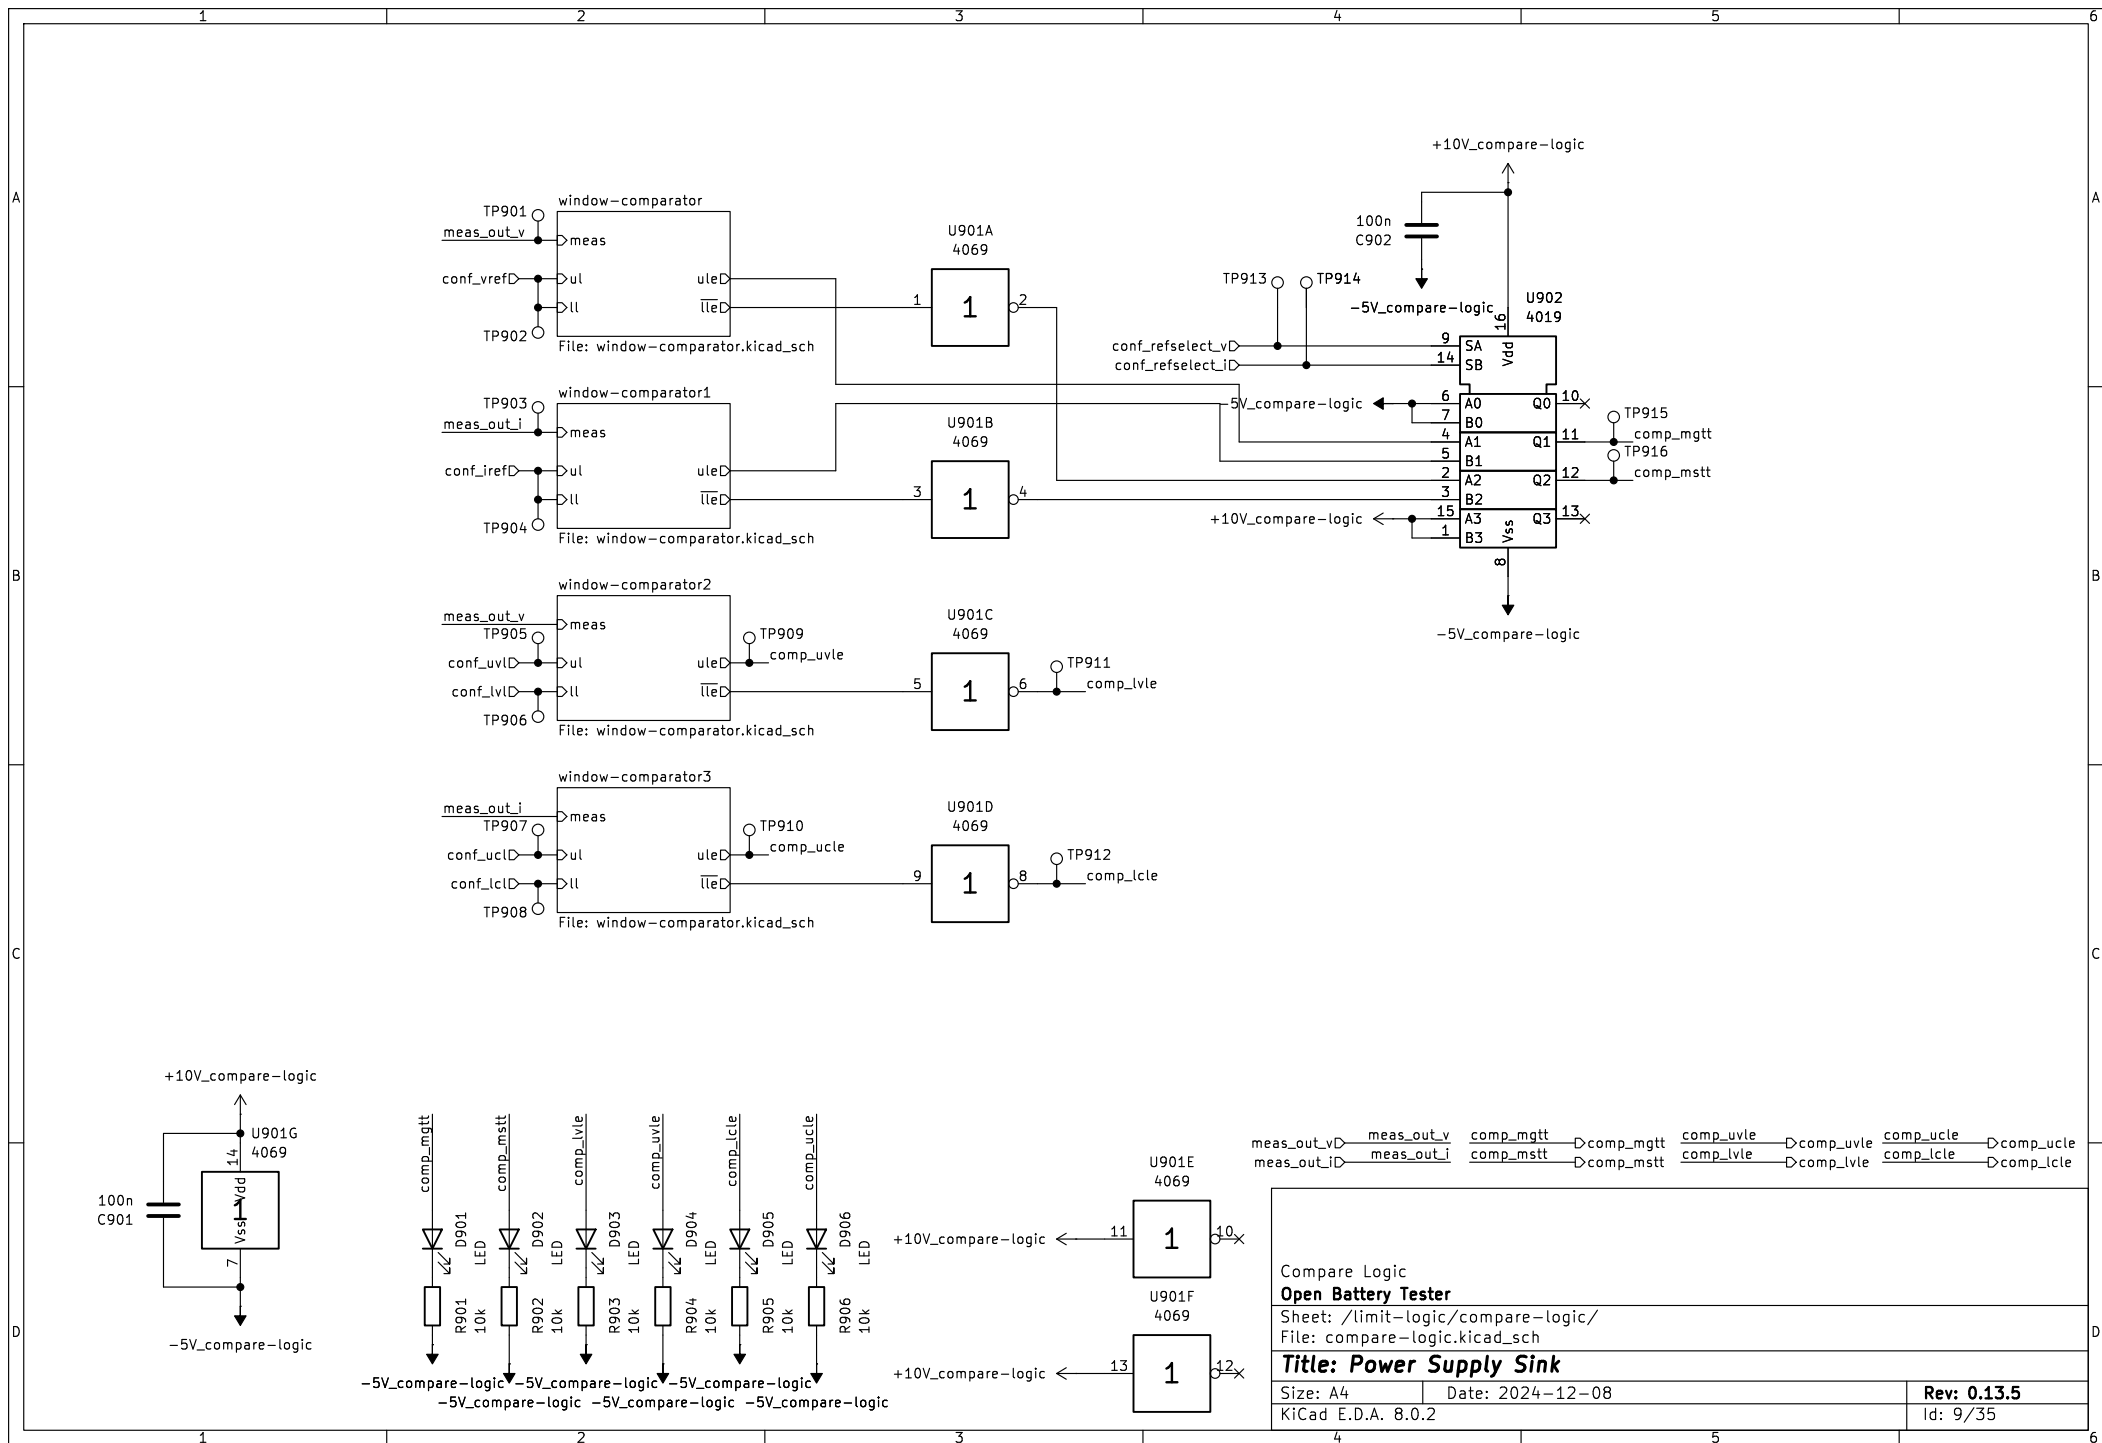 1 2 3 4 5 6
A
B
C
D
A
B
C
D
1 2 3 4 5 6
window-comparator
TP901
meas_out_v
meas
conf_vref
ul
ll
ule
lle
TP902
File: window-comparator.kicad_sch
U901A
4069
1
1
2
window-comparator1
TP903
meas_out_i
meas
conf_iref
ul
ll
ule
lle
TP904
File: window-comparator.kicad_sch
U901B
4069
3
1
4
window-comparator2
meas_out_v
meas
TP905
conf_uvl
ul
conf_lvl
ll
ule
lle
TP906
TP909
comp_uvle
File: window-comparator.kicad_sch
U901C
4069
5
1
6
TP911
comp_lvle
window-comparator3
meas_out_i
meas
TP907
conf_ucl
ul
conf_lcl
ll
ule
lle
TP908
TP910
comp_ucle
File: window-comparator.kicad_sch
U901D
4069
9
1
8
TP912
comp_lcle
+10V_compare-logic
100n
C902
-5V_compare-logic
TP913
TP914
U902
4019
16
Vdd
conf_refselect_v
9
SA
conf_refselect_i
14
SB
-5V_compare-logic
6
A0
Q0
10
7
B0
4
A1
Q1
11
5
B1
2
A2
Q2
12
3
B2
+10V_compare-logic
15
A3
Q3
13
1
B3
Vss
8
-5V_compare-logic
TP915
comp_mgtt
TP916
comp_mstt
+10V_compare-logic
U901G
4069
14
Vdd
1
Vss
7
100n
C901
-5V_compare-logic
comp_mgtt
comp_mstt
comp_lvle
comp_uvle
comp_lcle
comp_ucle
D901
LED
D902
LED
D903
LED
D904
LED
D905
LED
D906
LED
R901
10k
R902
10k
R903
10k
R904
10k
R905
10k
R906
10k
-5V_compare-logic -5V_compare-logic -5V_compare-logic
-5V_compare-logic -5V_compare-logic -5V_compare-logic
U901E
4069
+10V_compare-logic
11
1
10
U901F
4069
+10V_compare-logic
13
1
12
meas_out_v meas_out_v comp_mgtt comp_mgtt comp_uvle comp_uvle comp_ucle comp_ucle
meas_out_i meas_out_i comp_mstt comp_mstt comp_lvle comp_lvle comp_lcle comp_lcle
Compare Logic
Open Battery Tester
Sheet: /limit-logic/compare-logic/
File: compare-logic.kicad_sch
Title: Power Supply Sink
Size: A4 Date: 2024-12-08 Rev: 0.13.5
KiCad E.D.A. 8.0.2 Id: 9/35